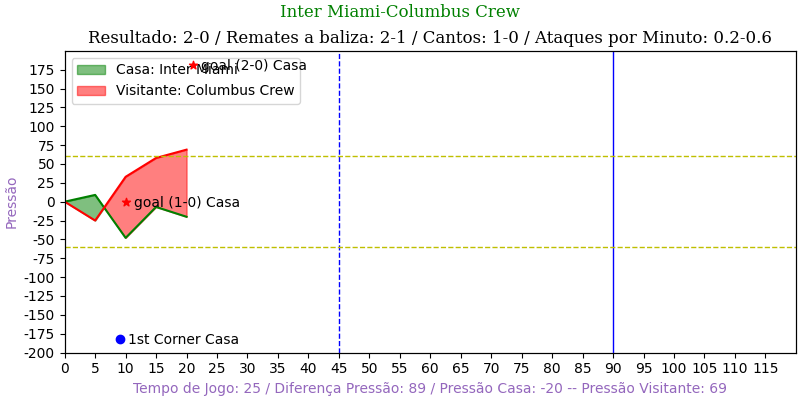 Inter Miami-Columbus Crew
Resultado: 2-0 / Remates a baliza: 2-1 / Cantos: 1-0 / Ataques por Minuto: 0.2-0.6
Casa: Inter Miami
goal (2-0) Casa
Visitante: Columbus Crew
175
150
125
100
75
50
25
0
-25
-50
-75
-100
-125
-150
-175
-200
Pressão
goal (1-0) Casa
1st Corner Casa
0 5 10 15 20 25 30 35 40 45 50 55 60 65 70 75 80 85 90 95 100 105 110 115
Tempo de Jogo: 25 / Diferença Pressão: 89 / Pressão Casa: -20 -- Pressão Visitante: 69